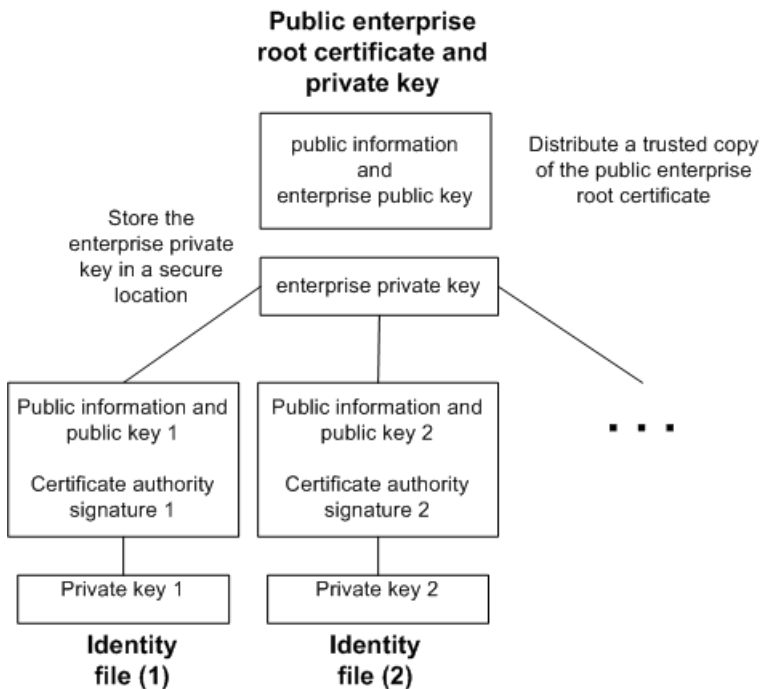 Public enterprise
root certificate and
private key
public information
and
enterprise public key
Distribute a trusted copy
of the public enterprise
root certificate
Store the
enterprise private
key in a secure
location
enterprise private key
Public information and
public key 1
Certificate authority
signature 1
Public information and
public key 2
Certificate authority
signature 2
. . .
Private key 1
Private key 2
Identity
file (1)
Identity
file (2)